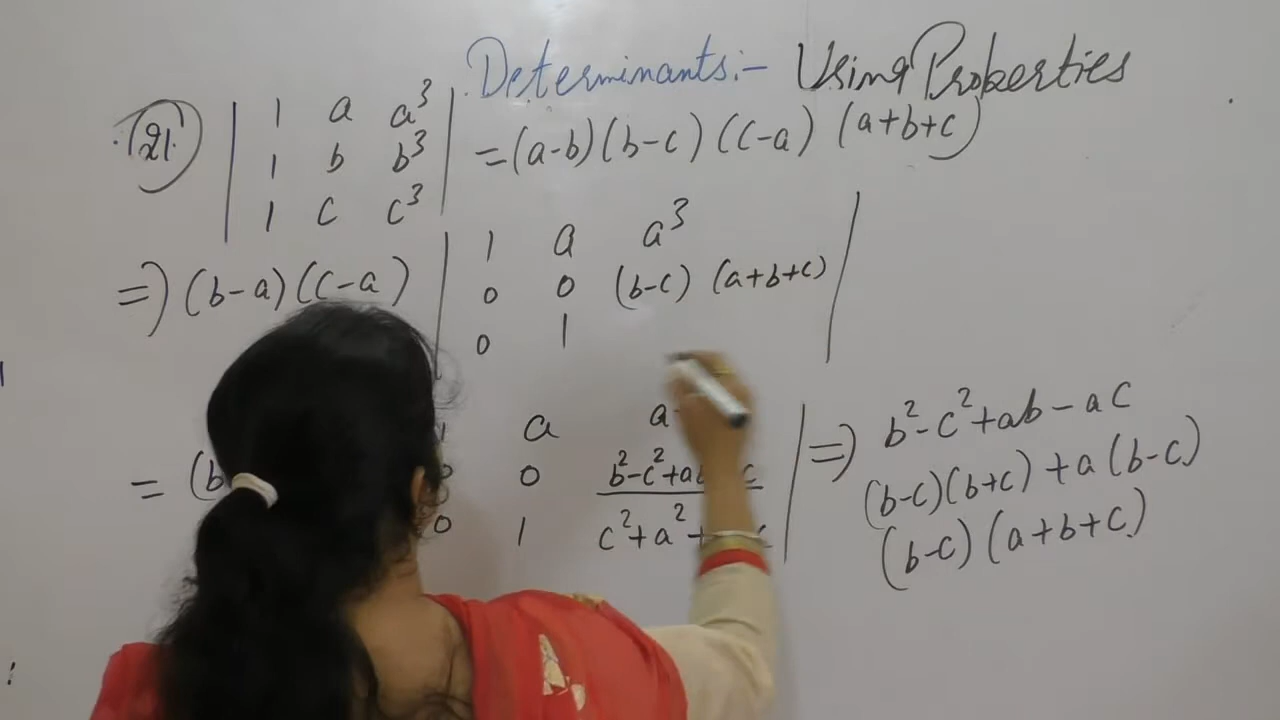 Determinants:- Using Properties
(21) | 1 a a³ |
| 1 b b³ | =(a-b)(b-c)(c-a) (a+b+c)
| 1 c c³ |
| 1 a a³ |
=) (b-a)(c-a) | 0 0 (b-c) (a+b+c) |
| 0 1
a a
= (b 0 b²-c²+ab c | =) b²-c²+ab-ac
0 1 c²+a²+ c
(b-c)(b+c) +a(b-c)
(b-c)(a+b+c)